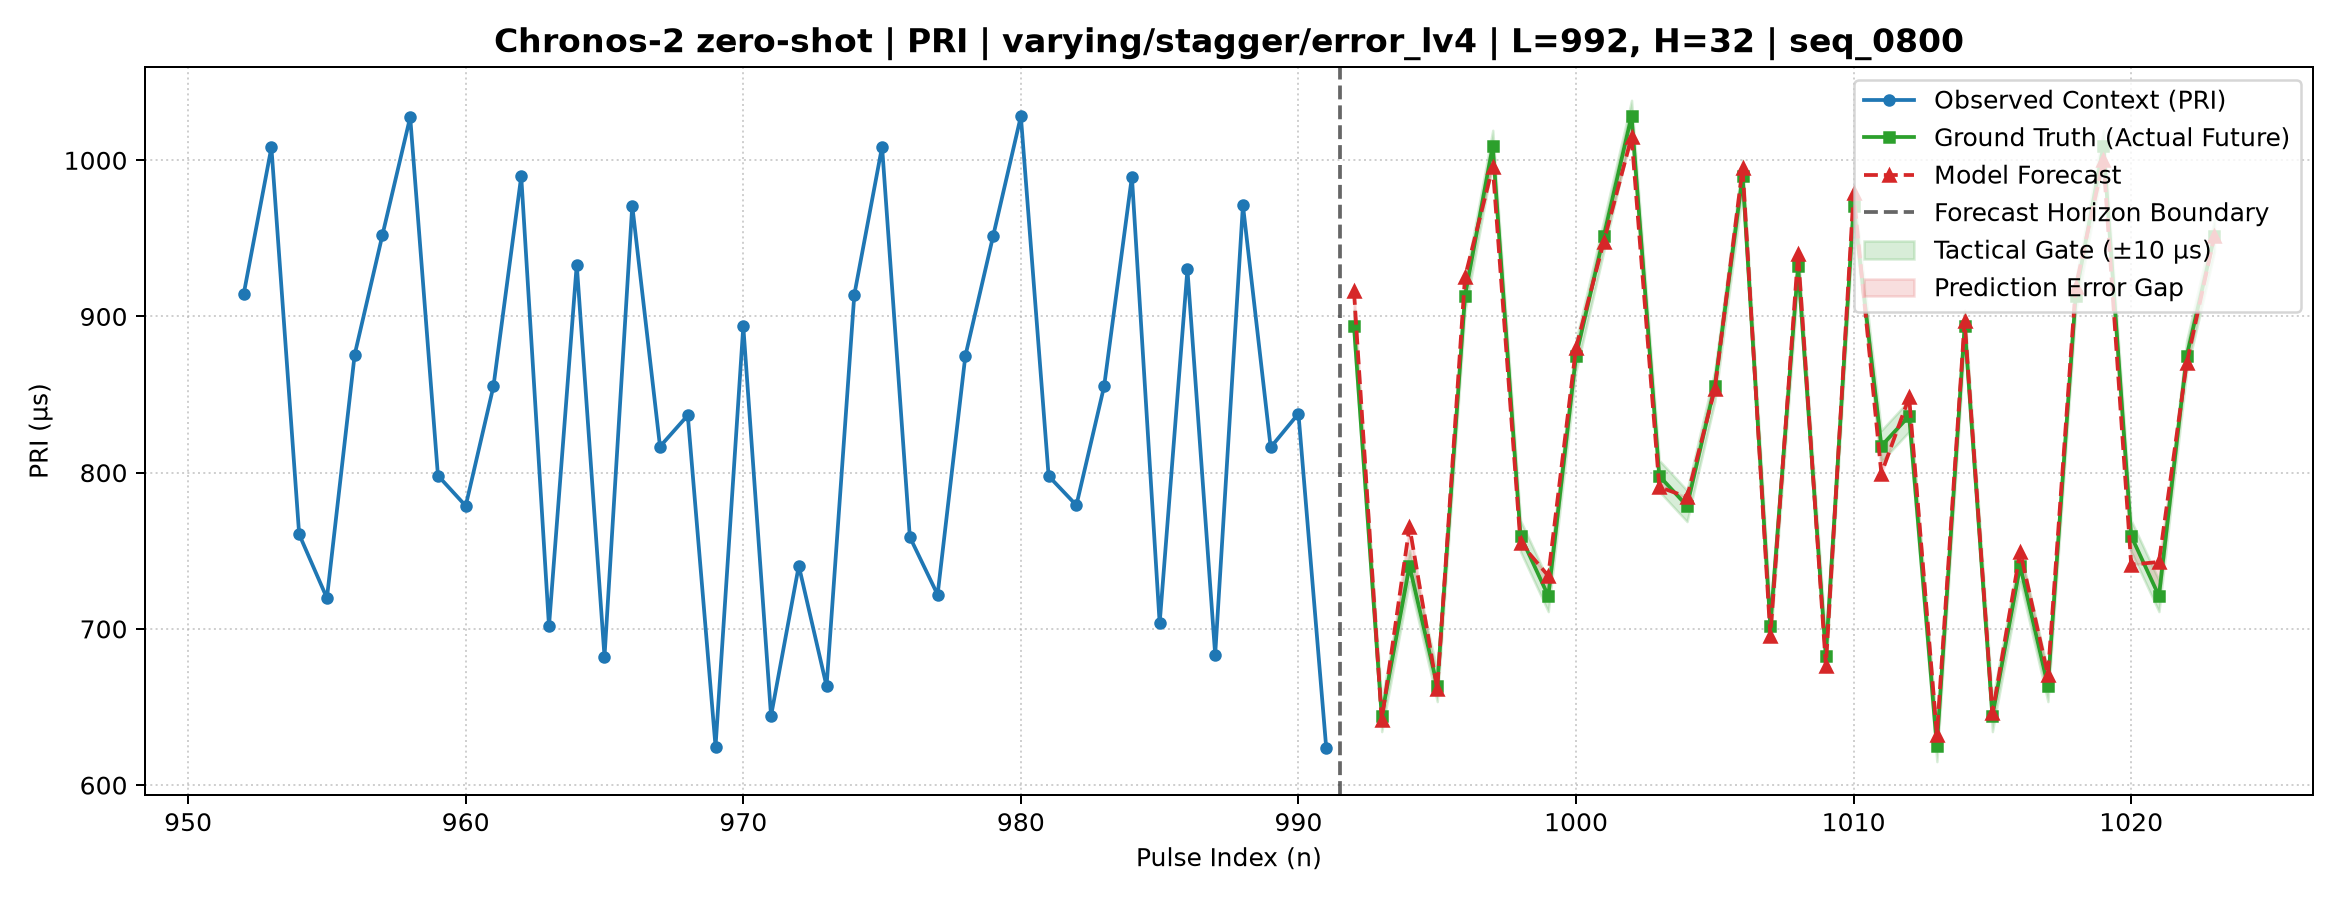 Chronos-2 zero-shot | PRI | varying/stagger/error_lv4 | L=992, H=32 | seq_0800
Observed Context (PRI)
Ground Truth (Actual Future)
Model Forecast
Forecast Horizon Boundary
Tactical Gate (±10 µs)
Prediction Error Gap
PRI (µs)
1000
900
800
700
600
950 960 970 980 990 1000 1010 1020
Pulse Index (n)